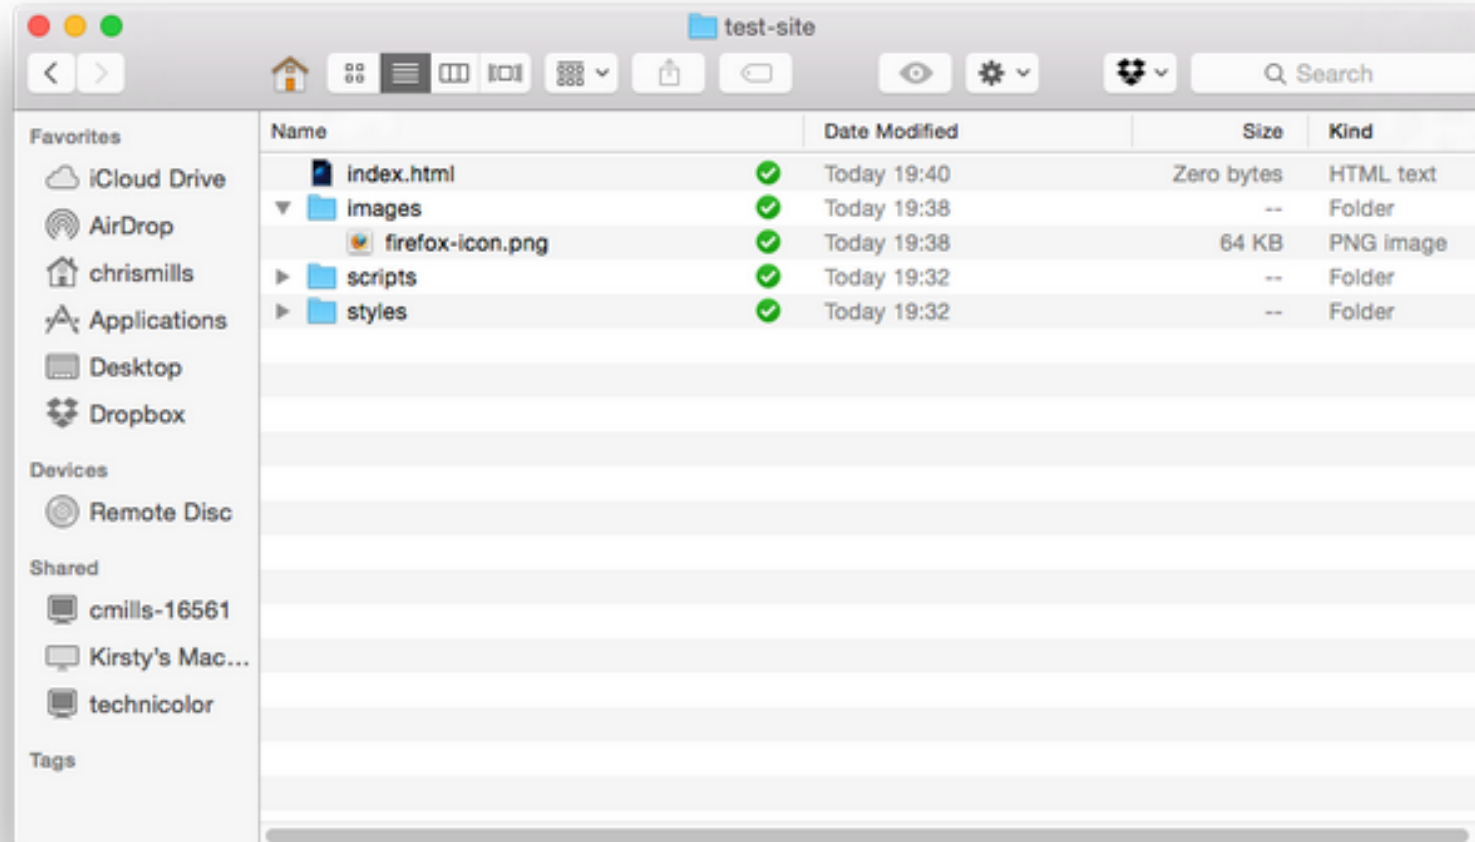 test-site
Search
Favorites
iCloud Drive
AirDrop
chrismills
Applications
Desktop
Dropbox
Devices
Remote Disc
Shared
cmills-16561
Kirsty's Mac...
technicolor
Tags
Name Date Modified Size Kind
index.html Today 19:40 Zero bytes HTML text
images Today 19:38 -- Folder
firefox-icon.png Today 19:38 64 KB PNG image
scripts Today 19:32 -- Folder
styles Today 19:32 -- Folder